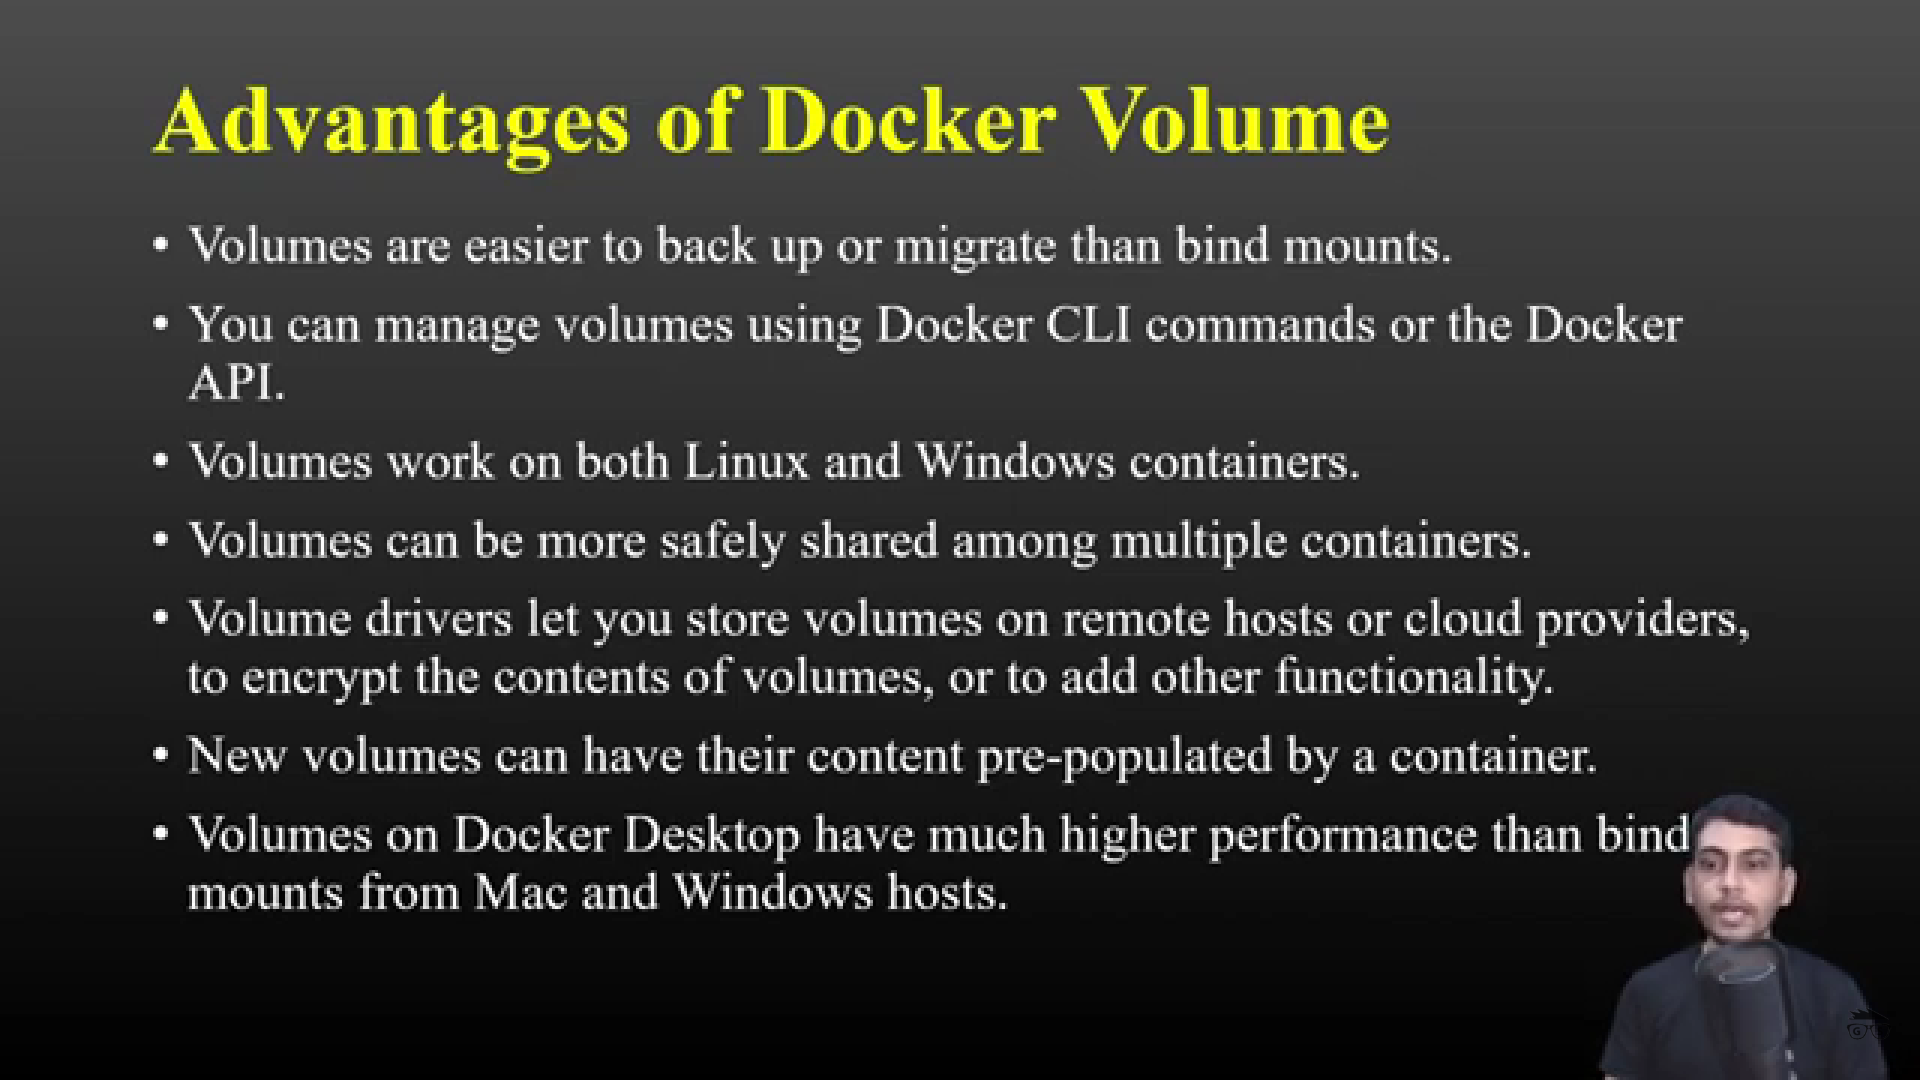 Advantages of Docker Volume
• Volumes are easier to back up or migrate than bind mounts.
• You can manage volumes using Docker CLI commands or the Docker
API.
• Volumes work on both Linux and Windows containers.
• Volumes can be more safely shared among multiple containers.
• Volume drivers let you store volumes on remote hosts or cloud providers,
to encrypt the contents of volumes, or to add other functionality.
• New volumes can have their content pre-populated by a container.
• Volumes on Docker Desktop have much higher performance than bind
mounts from Mac and Windows hosts.